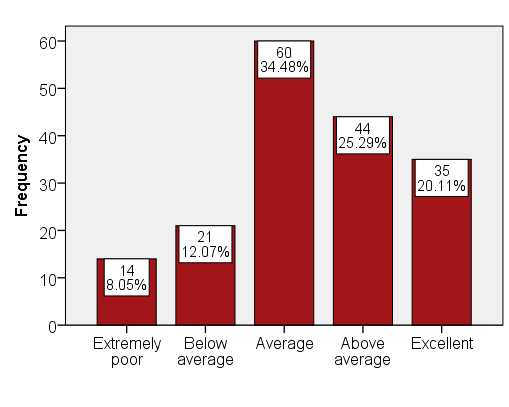 Frequency
60
50
40
30
20
10
0
60
34.48%
44
25.29%
35
20.11%
21
12.07%
14
8.05%
Extremely
poor
Below
average
Average
Above
average
Excellent